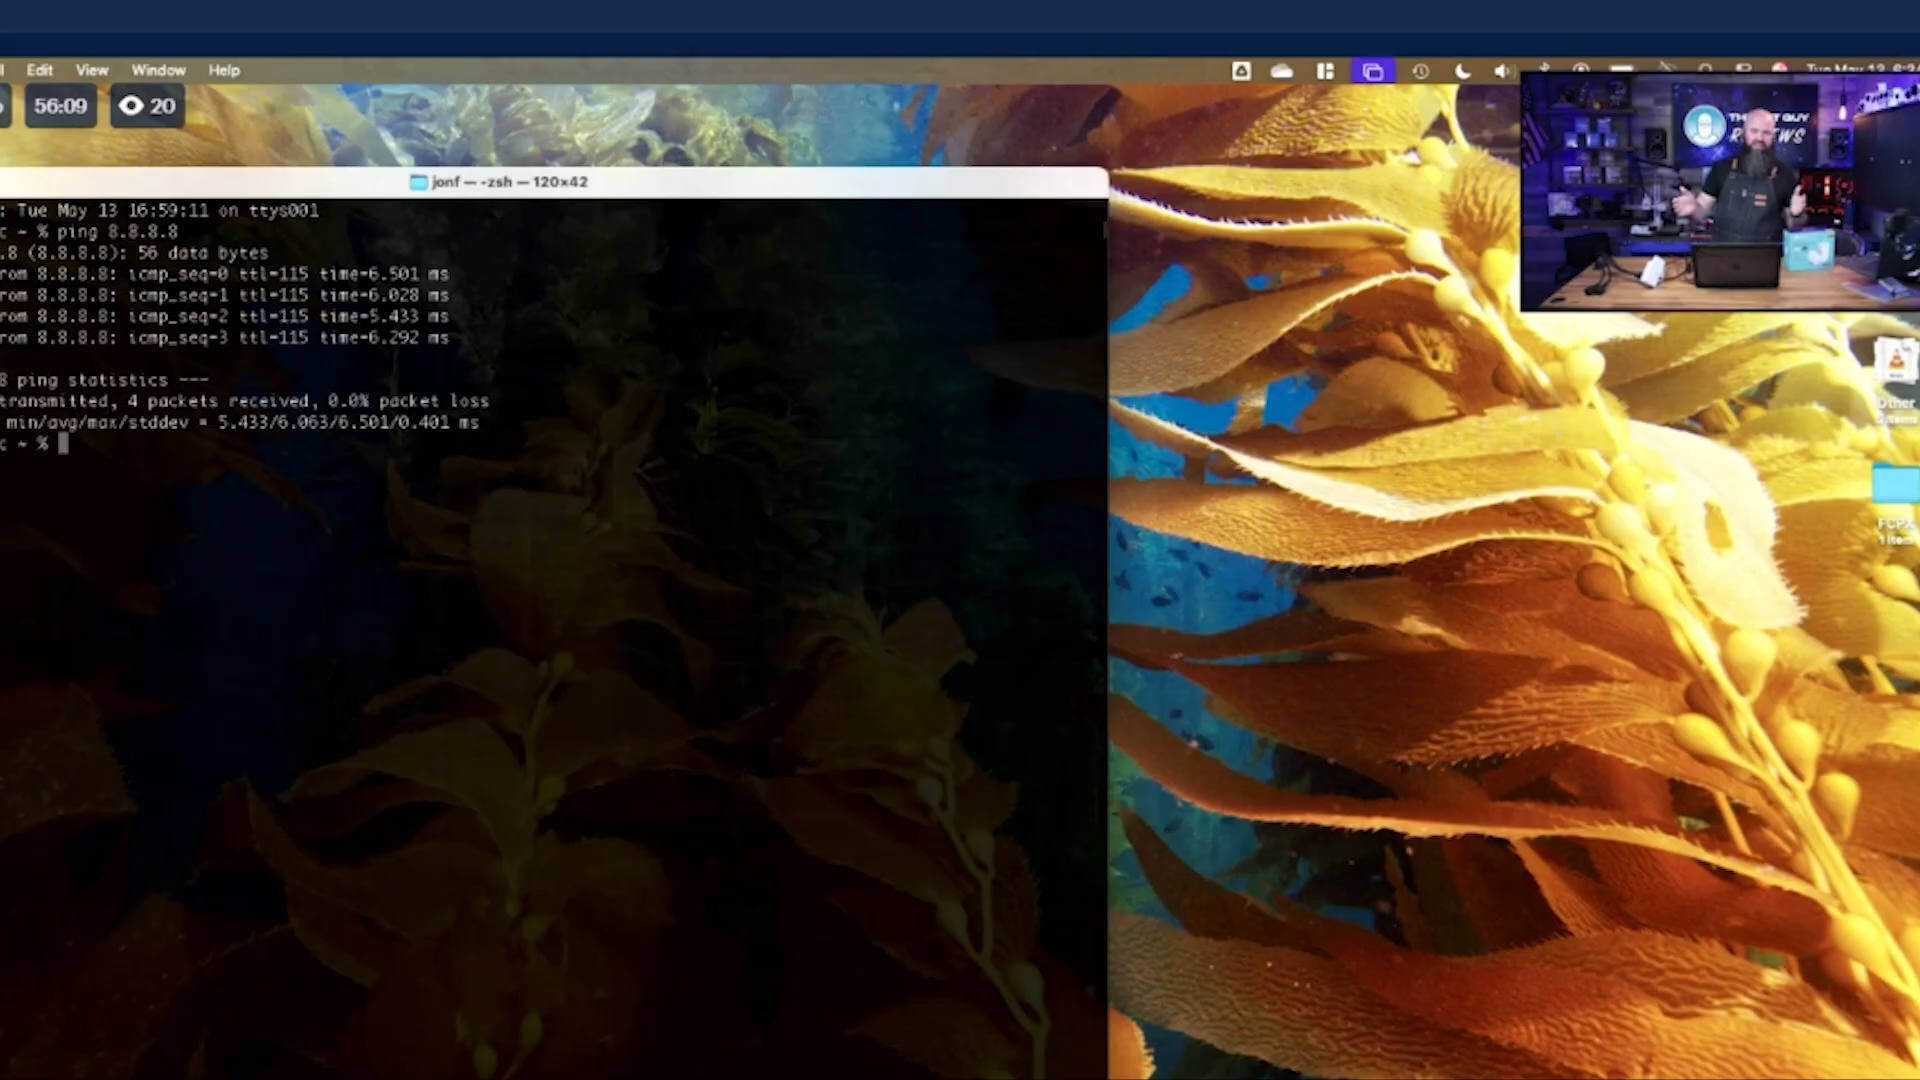 Edit View Window Help
56:09 20
jonf — -zsh — 120x42
: Tue May 13 16:59:11 on ttys001
c ~ % ping 8.8.8.8
.8 (8.8.8.8): 56 data bytes
rom 8.8.8.8: icmp_seq=0 ttl=115 time=6.501 ms
rom 8.8.8.8: icmp_seq=1 ttl=115 time=6.028 ms
rom 8.8.8.8: icmp_seq=2 ttl=115 time=5.433 ms
rom 8.8.8.8: icmp_seq=3 ttl=115 time=6.292 ms
8 ping statistics ---
transmitted, 4 packets received, 0.0% packet loss
min/avg/max/stddev = 5.433/6.063/6.501/0.401 ms
c ~ %
GUY
Other
FCPX
1 item